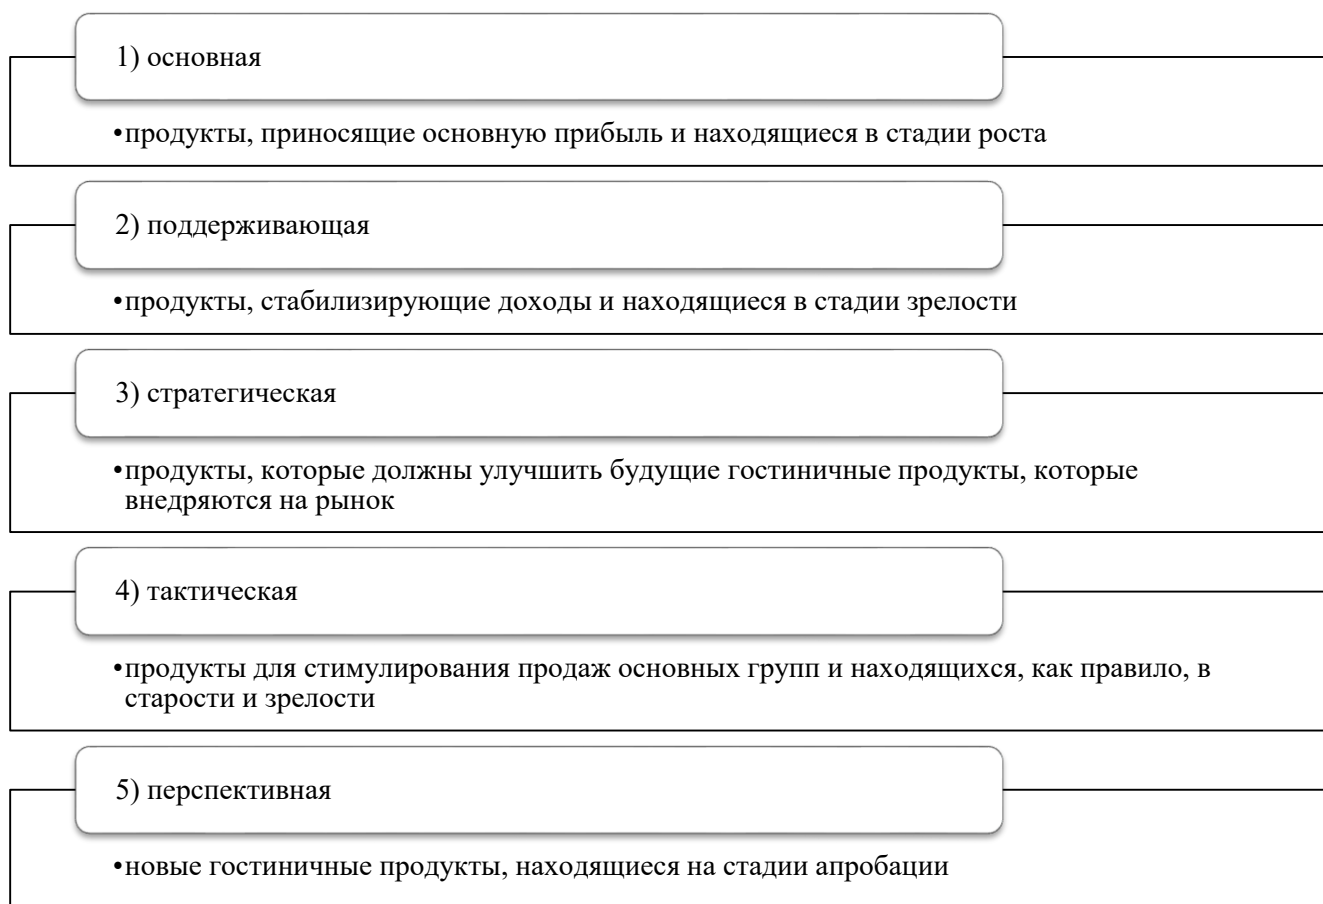 1) основная
•продукты, приносящие основную прибыль и находящиеся в стадии роста
2) поддерживающая
•продукты, стабилизирующие доходы и находящиеся в стадии зрелости
3) стратегическая
•продукты, которые должны улучшить будущие гостиничные продукты, которые
внедряются на рынок
4) тактическая
•продукты для стимулирования продаж основных групп и находящихся, как правило, в
старости и зрелости
5) перспективная
•новые гостиничные продукты, находящиеся на стадии апробации